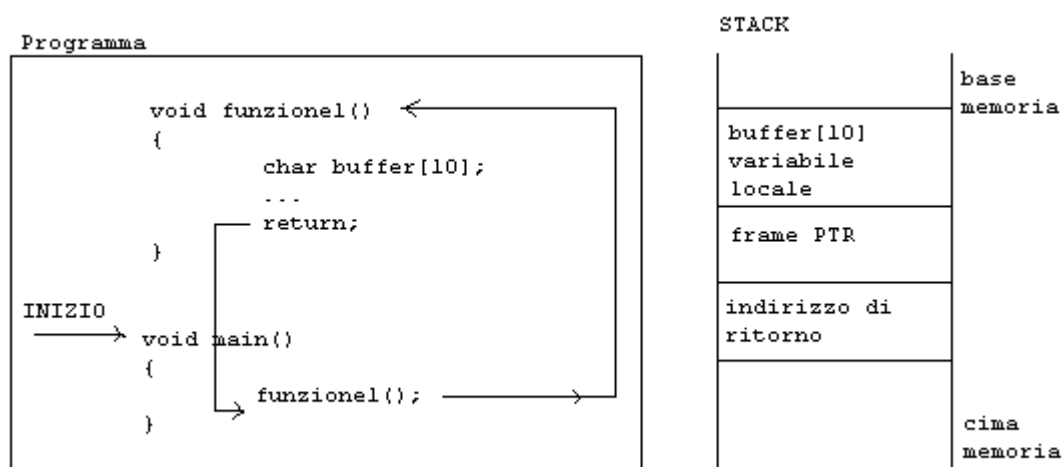 Programma
void funzione1()
{
char buffer[10];
...
return;
}
INIZIO
void main()
{
funzione1();
}
STACK
base
memoria
buffer[10]
variabile
locale
frame PTR
indirizzo di
ritorno
cima
memoria